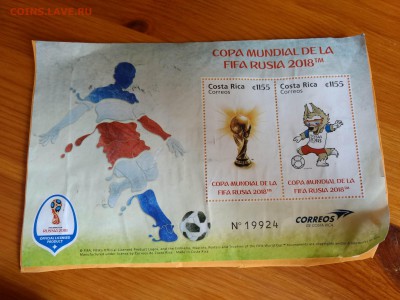 COINS.LAVE.RU
COPA MUNDIAL DE LA
FIFA RUSIA 2018™
Costa Rica
Correos
₡1155
Costa Rica
Correos
₡1155
COPA MUNDIAL DE LA
FIFA RUSIA 2018™
COPA MUNDIAL DE LA
FIFA RUSIA 2018™
Nº 19924
CORREOS
DE COSTA RICA
FIFA WORLD CUP
RUSSIA 2018
OFFICIAL LICENSED
PRODUCT